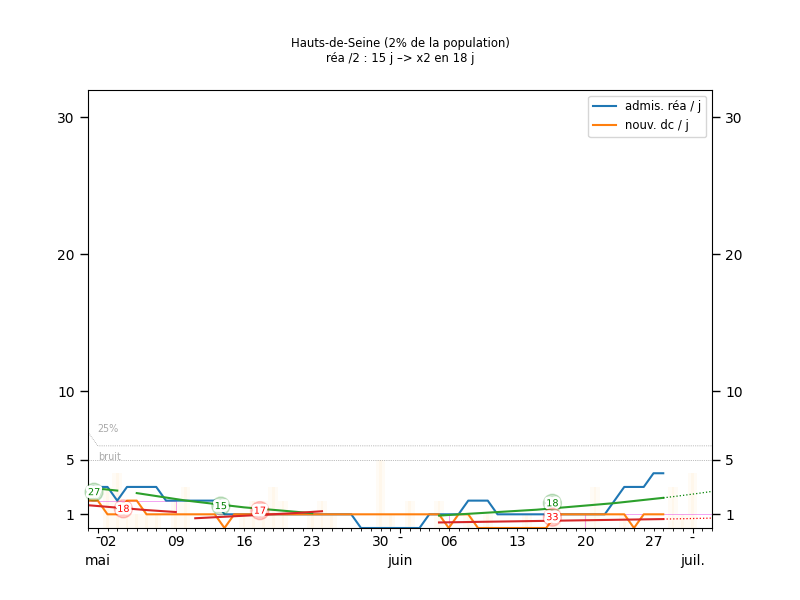 Hauts-de-Seine (2% de la population)
réa /2 : 15 j –> x2 en 18 j
admis. réa / j
nouv. dc / j
30
30
20
20
10
10
25%
bruit
5
5
27
18
15
17
18
33
1
1
02 09 16 23 30 - 06 13 20 27 -
mai juin juil.